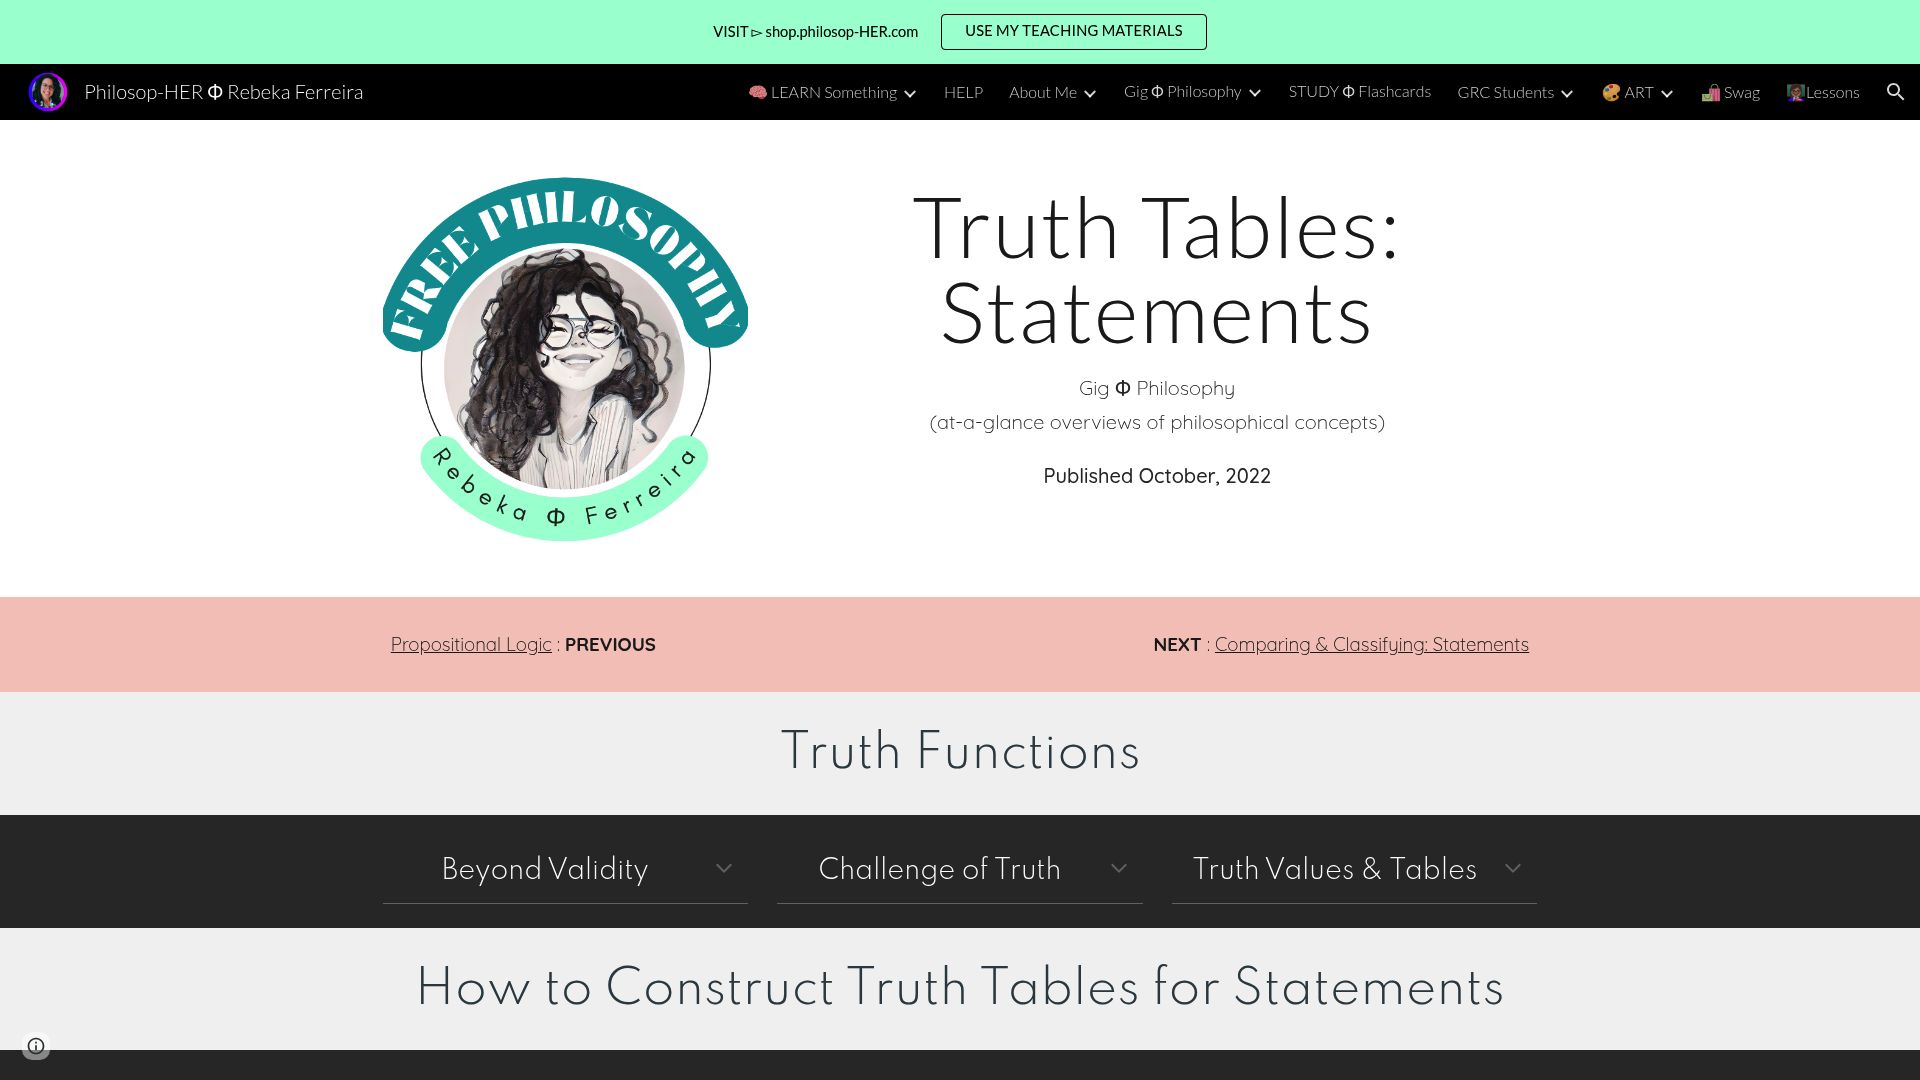 VISIT ▻ shop.philosop-HER.com
USE MY TEACHING MATERIALS
Philosop-HER Φ Rebeka Ferreira
🧠 LEARN Something
HELP
About Me
Gig Φ Philosophy
STUDY Φ Flashcards
GRC Students
🎨 ART
🛍️ Swag
👩🏽‍🏫Lessons
FREE PHILOSOPHY
Rebeka Φ Ferreira
Truth Tables:
Statements
Gig Φ Philosophy
(at-a-glance overviews of philosophical concepts)
Published October, 2022
Propositional Logic : PREVIOUS
NEXT : Comparing & Classifying: Statements
Truth Functions
Beyond Validity
Challenge of Truth
Truth Values & Tables
How to Construct Truth Tables for Statements